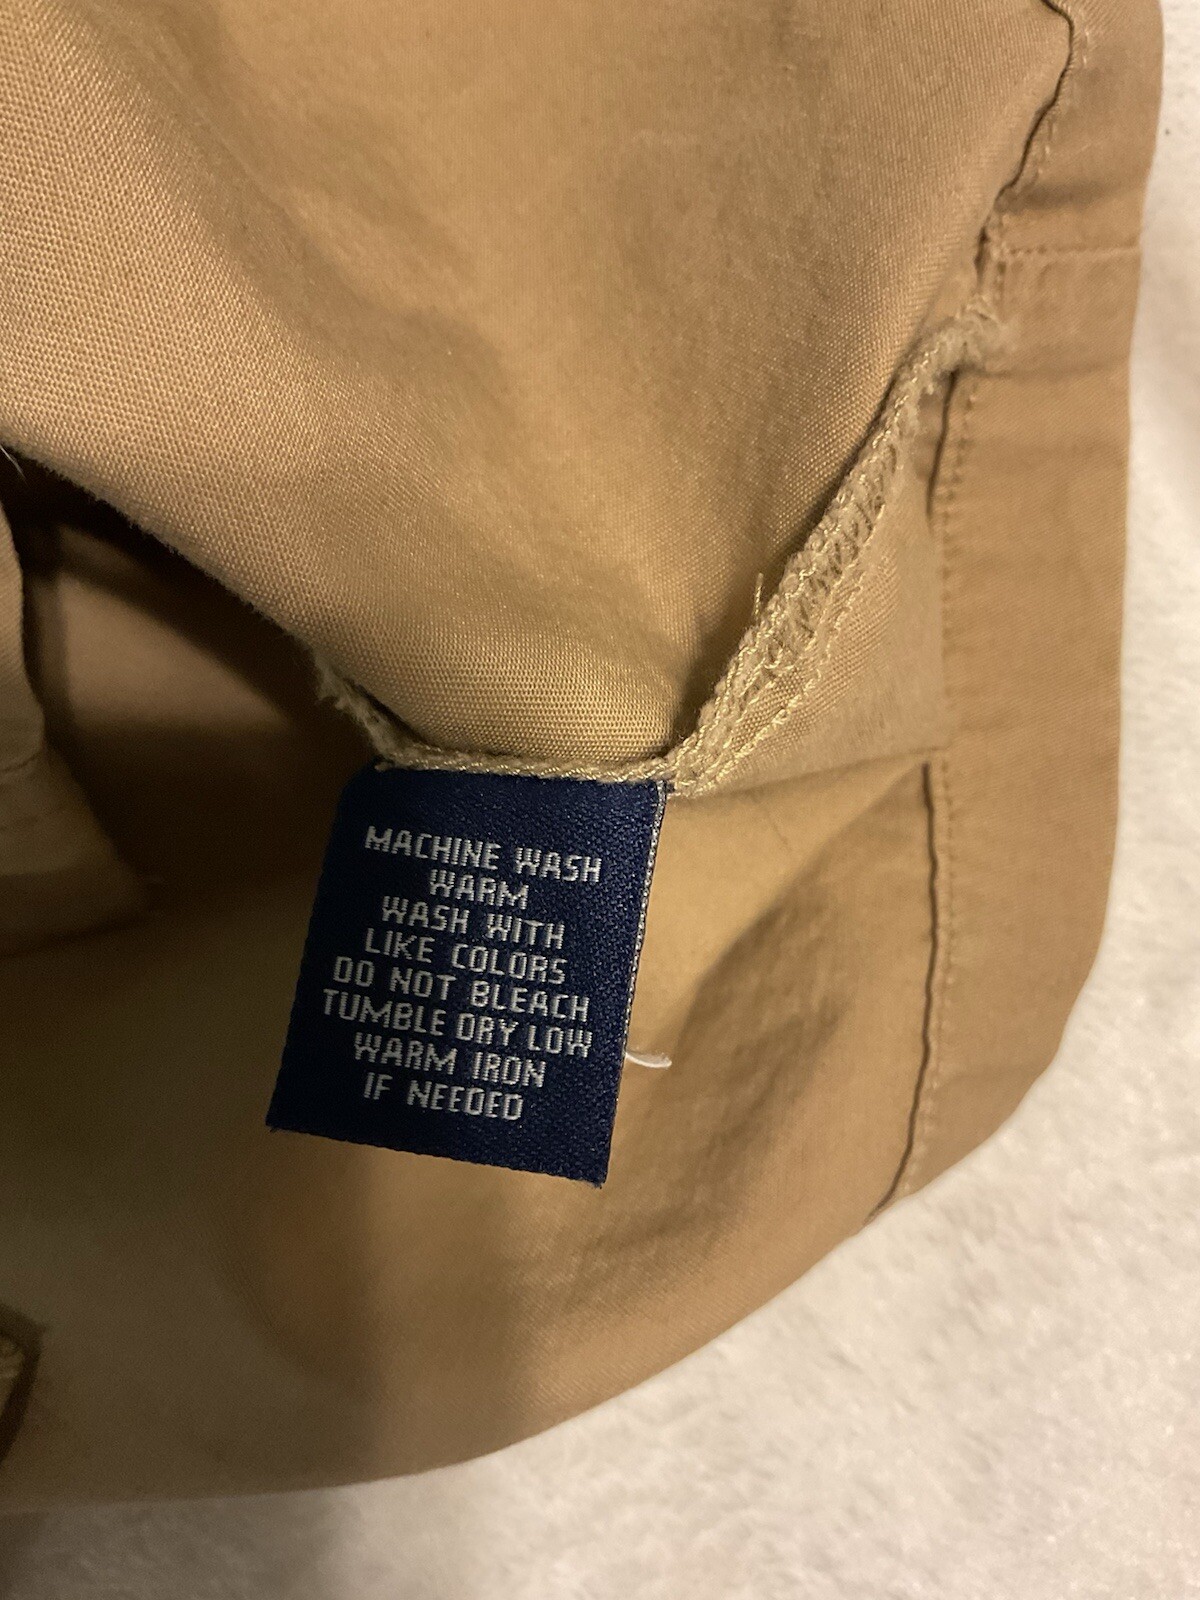 MACHINE WASH
WARM
WASH WITH
LIKE COLORS
DO NOT BLEACH
TUMBLE DRY LOW
WARM IRON
IF NEEDED